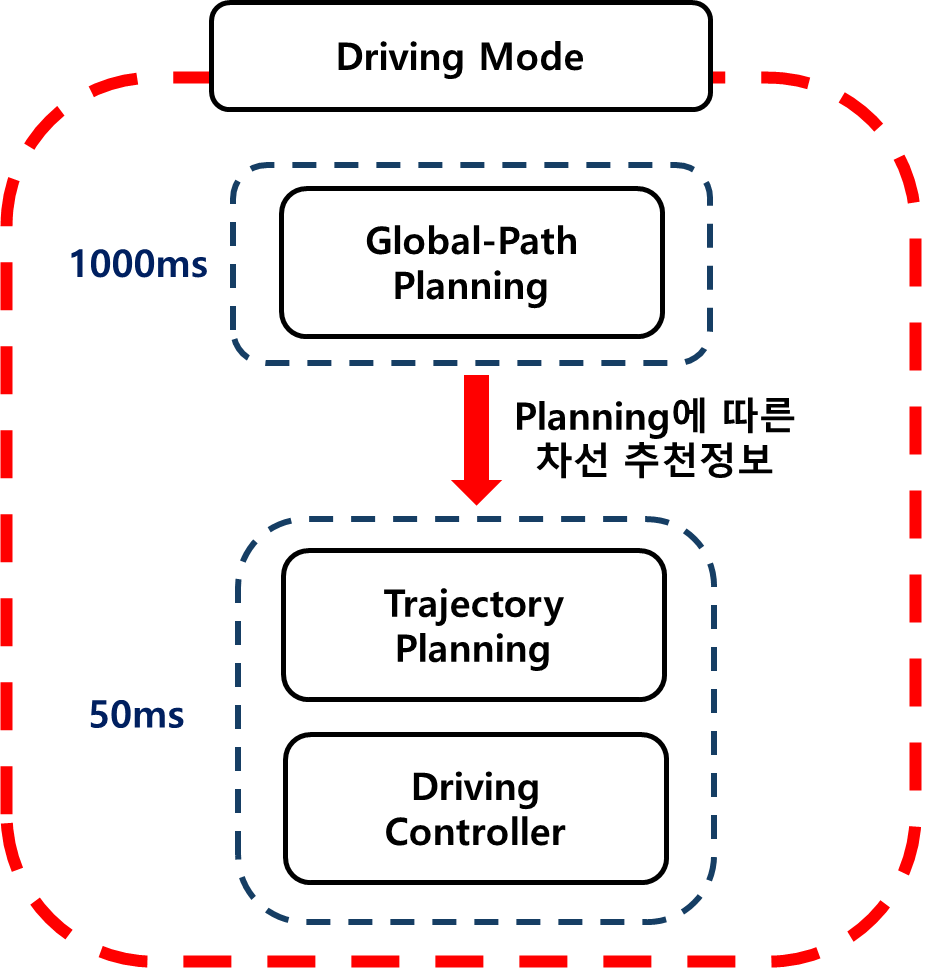 Driving Mode
1000ms
Global-Path
Planning
Planning에 따른
차선 추천정보
Trajectory
Planning
50ms
Driving
Controller